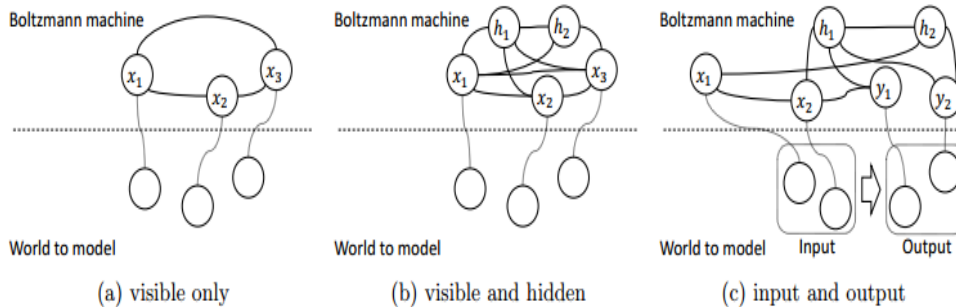 Boltzmann machine
x₁
x₂
x₃
World to model
(a) visible only
Boltzmann machine
h₁
h₂
x₁
x₂
x₃
World to model
(b) visible and hidden
Boltzmann machine
h₁
h₂
x₁
x₂
y₁
y₂
World to model
Input
Output
(c) input and output